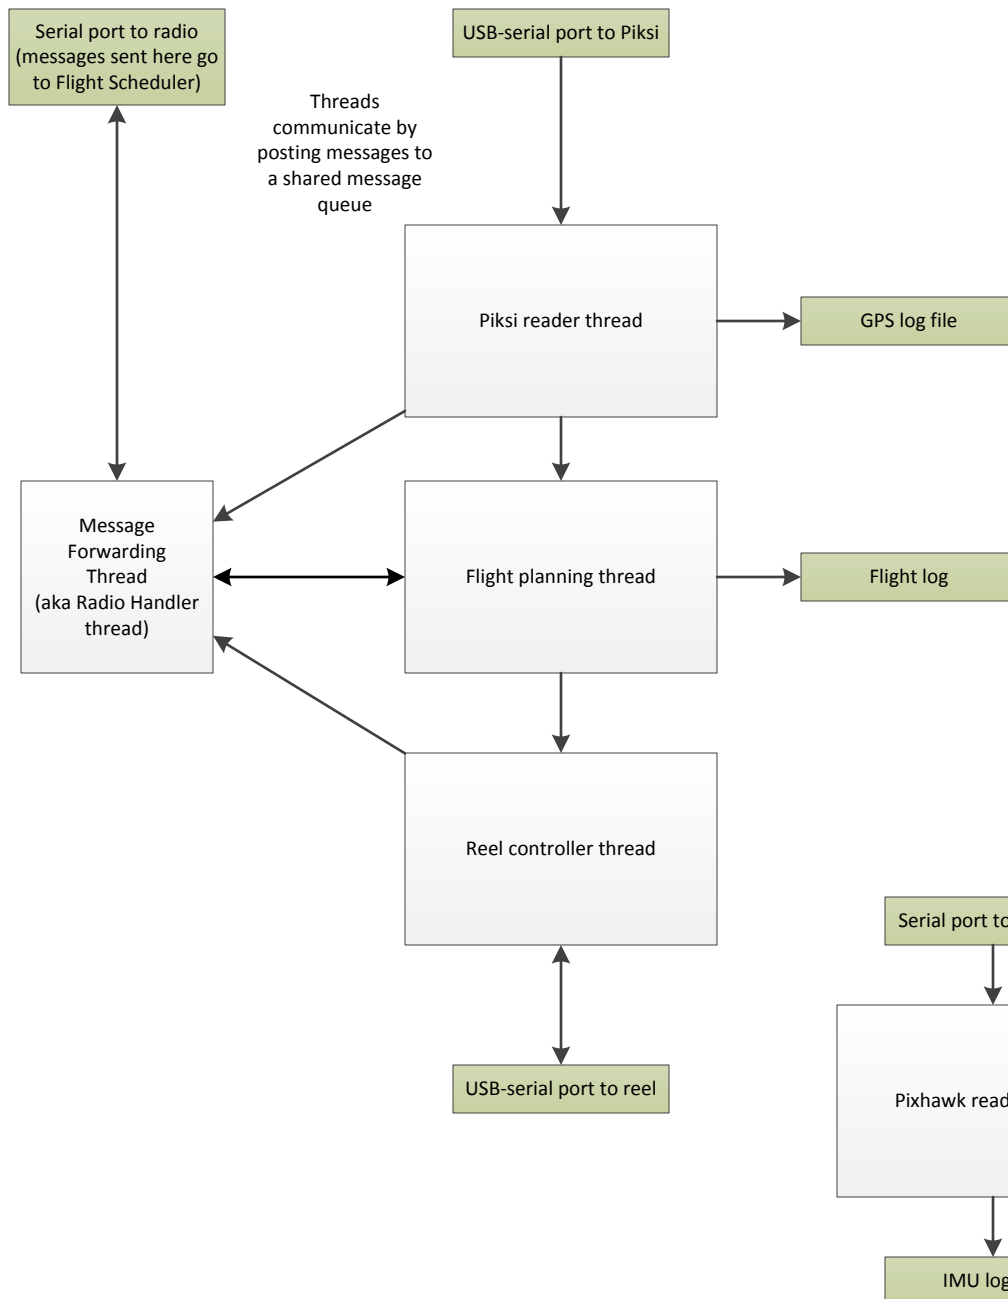 Serial port to radio
(messages sent here go
to Flight Scheduler)
USB-serial port to Piksi
Threads
communicate by
posting messages to
a shared message
queue
Piksi reader thread
GPS log file
Message
Forwarding
Thread
(aka Radio Handler
thread)
Flight planning thread
Flight log
Reel controller thread
Serial port to
USB-serial port to reel
Pixhawk read
IMU log